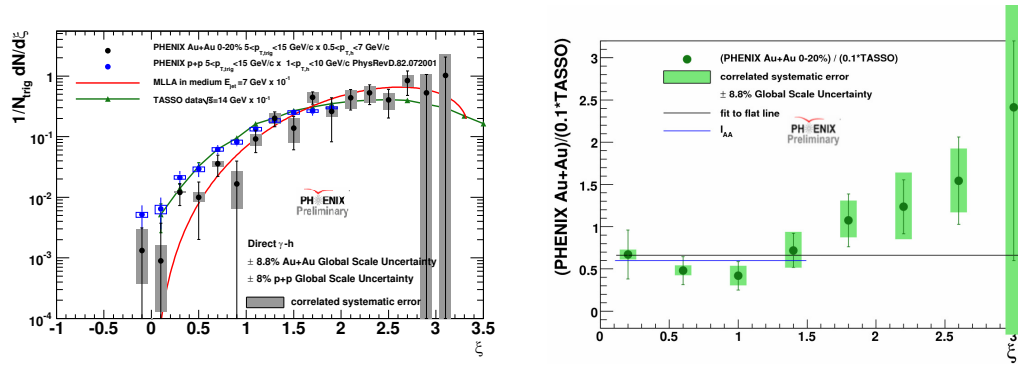 PHENIX Au+Au 0-20% 5<p_T,trig<15 GeV/c x 0.5<p_T,h<7 GeV/c
PHENIX p+p 5<p_T,trig<15 GeV/c x 1<p_T,h<10 GeV/c PhysRevD.82.072001
MLLA in medium E_jet=7 GeV x 10^-1
TASSO data√s=14 GeV x 10^-1
1/N_trig dN/dξ
1
10^-1
10^-2
10^-3
10^-4
PHENIX
Preliminary
Direct γ-h
± 8.8% Au+Au Global Scale Uncertainty
± 8% p+p Global Scale Uncertainty
correlated systematic error
-1 -0.5 0 0.5 1 1.5 2 2.5 3 3.5
ξ
(PHENIX Au+Au)/(0.1*TASSO)
(PHENIX Au+Au 0-20%) / (0.1*TASSO)
correlated systematic error
± 8.8% Global Scale Uncertainty
fit to flat line
I_AA
PHENIX
Preliminary
3
2.5
2
1.5
1
0.5
0
0 0.5 1 1.5 2 2.5 3
ξ